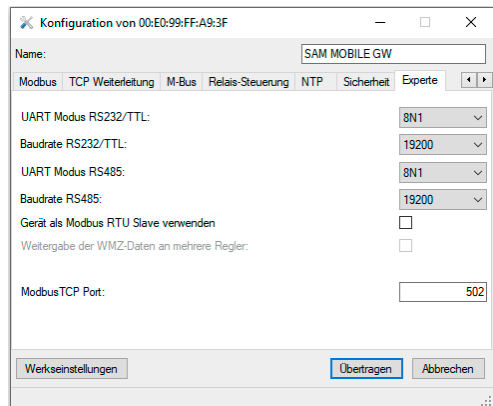 Konfiguration von 00:E0:99:FF:A9:3F
Name: SAM MOBILE GW
Modbus TCP Weiterleitung M-Bus Relais-Steuerung NTP Sicherheit Experte
UART Modus RS232/TTL: 8N1
Baudrate RS232/TTL: 19200
UART Modus RS485: 8N1
Baudrate RS485: 19200
Gerät als Modbus RTU Slave verwenden
Weitergabe der WMZ-Daten an mehrere Regler:
ModbusTCP Port: 502
Werkseinstellungen Übertragen Abbrechen